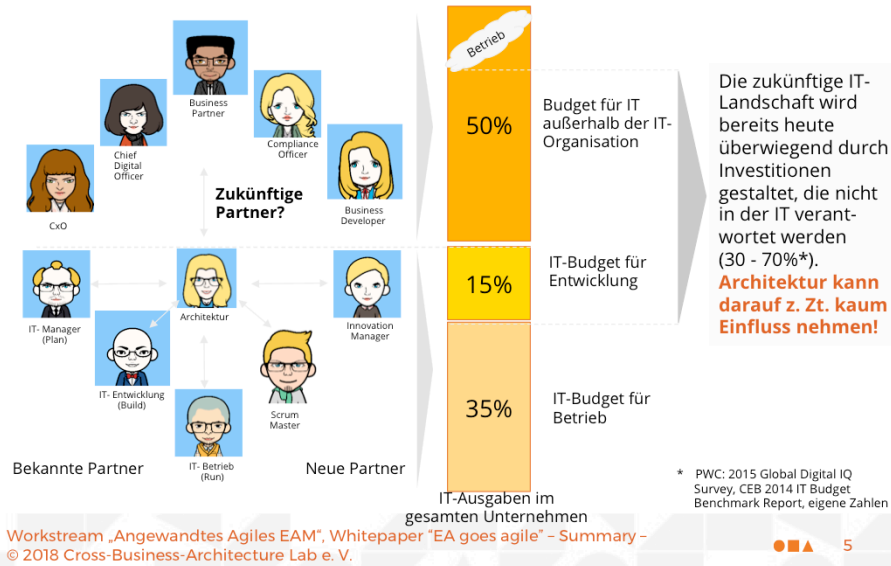 Business
Partner
Chief
Digital
Officer
Compliance
Officer
CxO
Zukünftige
Partner?
Business
Developer
IT- Manager
(Plan)
Architektur
Innovation
Manager
IT- Entwicklung
(Build)
IT- Betrieb
(Run)
Scrum
Master
Bekannte Partner
Neue Partner
Betrieb
50%
15%
35%
Budget für IT
außerhalb der IT-
Organisation
IT-Budget für
Entwicklung
IT-Budget für
Betrieb
IT-Ausgaben im
gesamten Unternehmen
Die zukünftige IT-
Landschaft wird
bereits heute
überwiegend durch
Investitionen
gestaltet, die nicht
in der IT verant-
wortet werden
(30 - 70%*).
Architektur kann
darauf z. Zt. kaum
Einfluss nehmen!
* PWC: 2015 Global Digital IQ
Survey, CEB 2014 IT Budget
Benchmark Report, eigene Zahlen
Workstream „Angewandtes Agiles EAM“, Whitepaper “EA goes agile” – Summary –
© 2018 Cross-Business-Architecture Lab e. V.
5